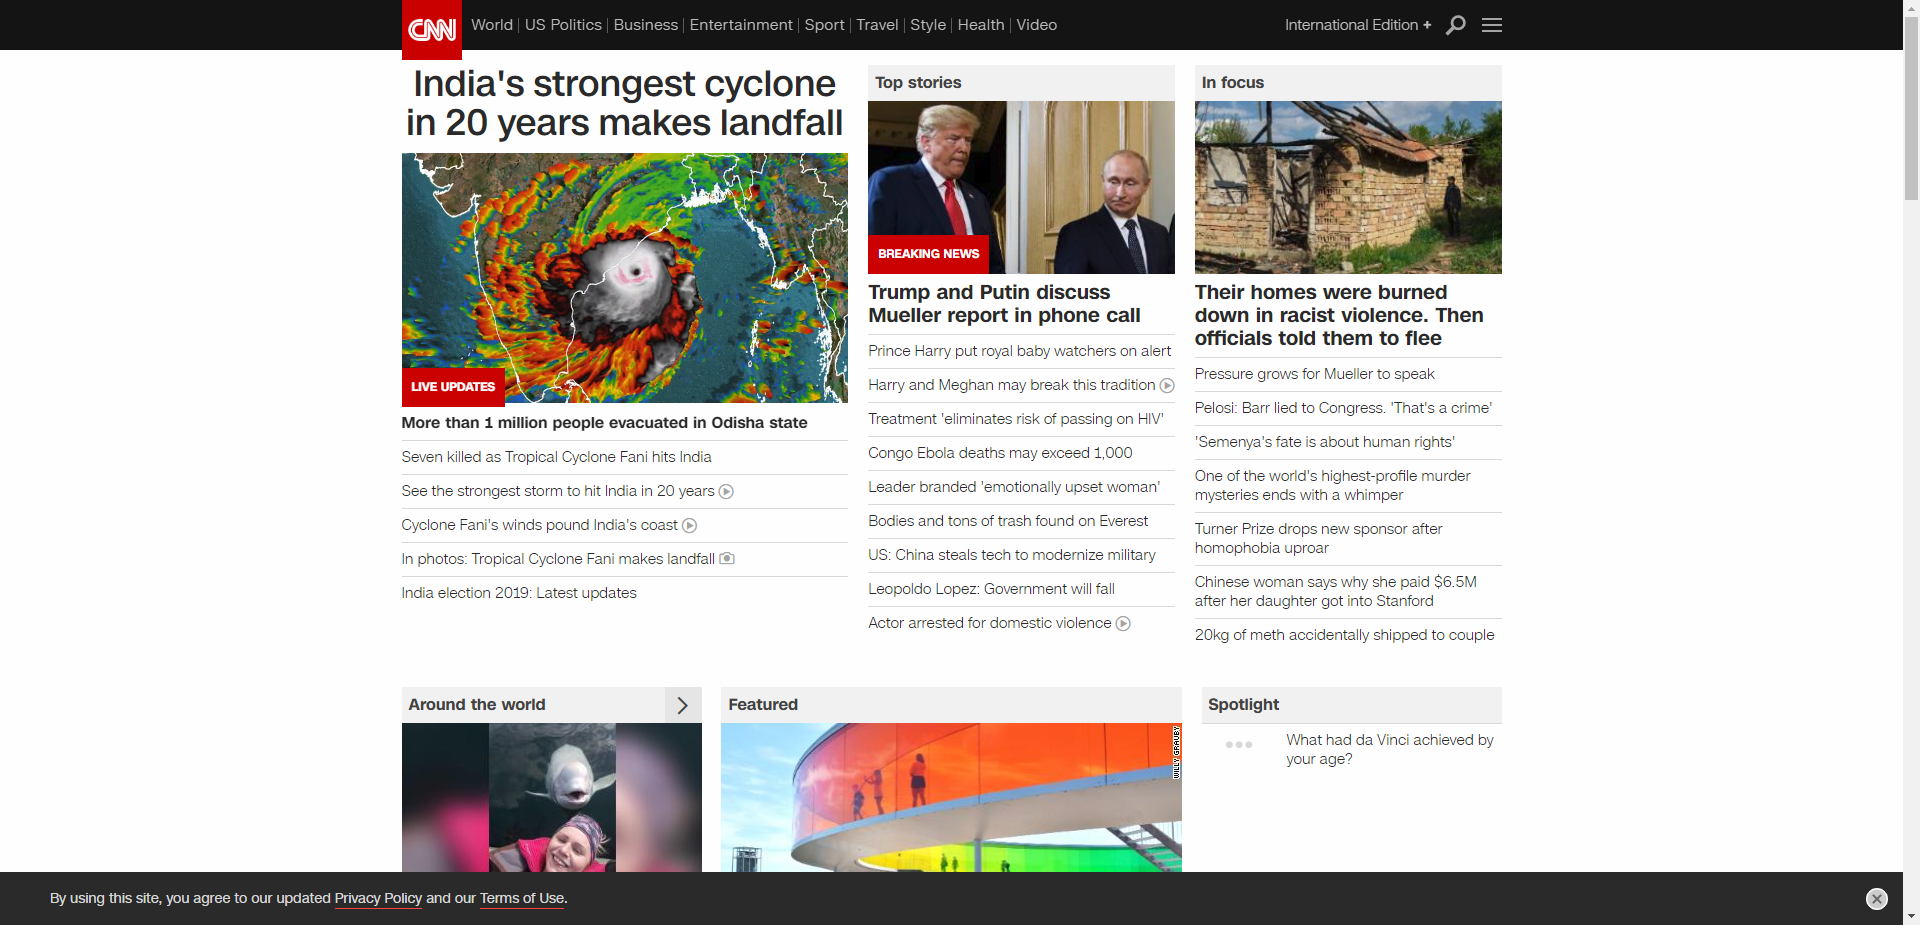 CNN
World
US Politics
Business
Entertainment
Sport
Travel
Style
Health
Video
International Edition +
India's strongest cyclone
in 20 years makes landfall
LIVE UPDATES
More than 1 million people evacuated in Odisha state
Seven killed as Tropical Cyclone Fani hits India
See the strongest storm to hit India in 20 years
Cyclone Fani's winds pound India's coast
In photos: Tropical Cyclone Fani makes landfall
India election 2019: Latest updates
Top stories
BREAKING NEWS
Trump and Putin discuss
Mueller report in phone call
Prince Harry put royal baby watchers on alert
Harry and Meghan may break this tradition
Treatment 'eliminates risk of passing on HIV'
Congo Ebola deaths may exceed 1,000
Leader branded 'emotionally upset woman'
Bodies and tons of trash found on Everest
US: China steals tech to modernize military
Leopoldo Lopez: Government will fall
Actor arrested for domestic violence
In focus
Their homes were burned
down in racist violence. Then
officials told them to flee
Pressure grows for Mueller to speak
Pelosi: Barr lied to Congress. 'That's a crime'
'Semenya's fate is about human rights'
One of the world's highest-profile murder
mysteries ends with a whimper
Turner Prize drops new sponsor after
homophobia uproar
Chinese woman says why she paid $6.5M
after her daughter got into Stanford
20kg of meth accidentally shipped to couple
Around the world
Featured
WILLY GRAUBY
Spotlight
What had da Vinci achieved by
your age?
By using this site, you agree to our updated Privacy Policy and our Terms of Use.